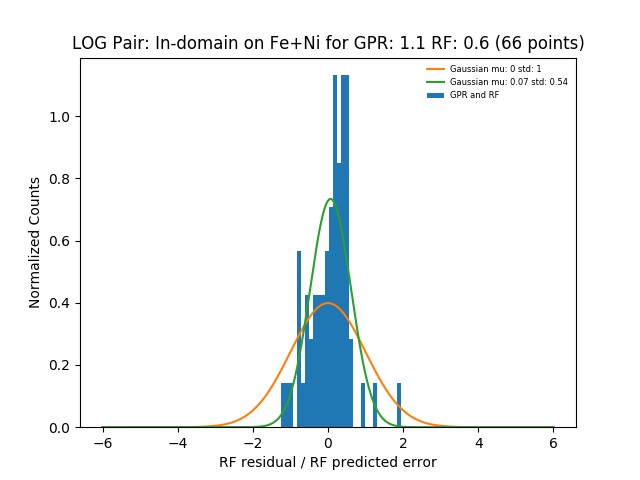 LOG Pair: In-domain on Fe+Ni for GPR: 1.1 RF: 0.6 (66 points)
Gaussian mu: 0 std: 1
Gaussian mu: 0.07 std: 0.54
GPR and RF
Normalized Counts
1.0
0.8
0.6
0.4
0.2
0.0
−6 −4 −2 0 2 4 6
RF residual / RF predicted error